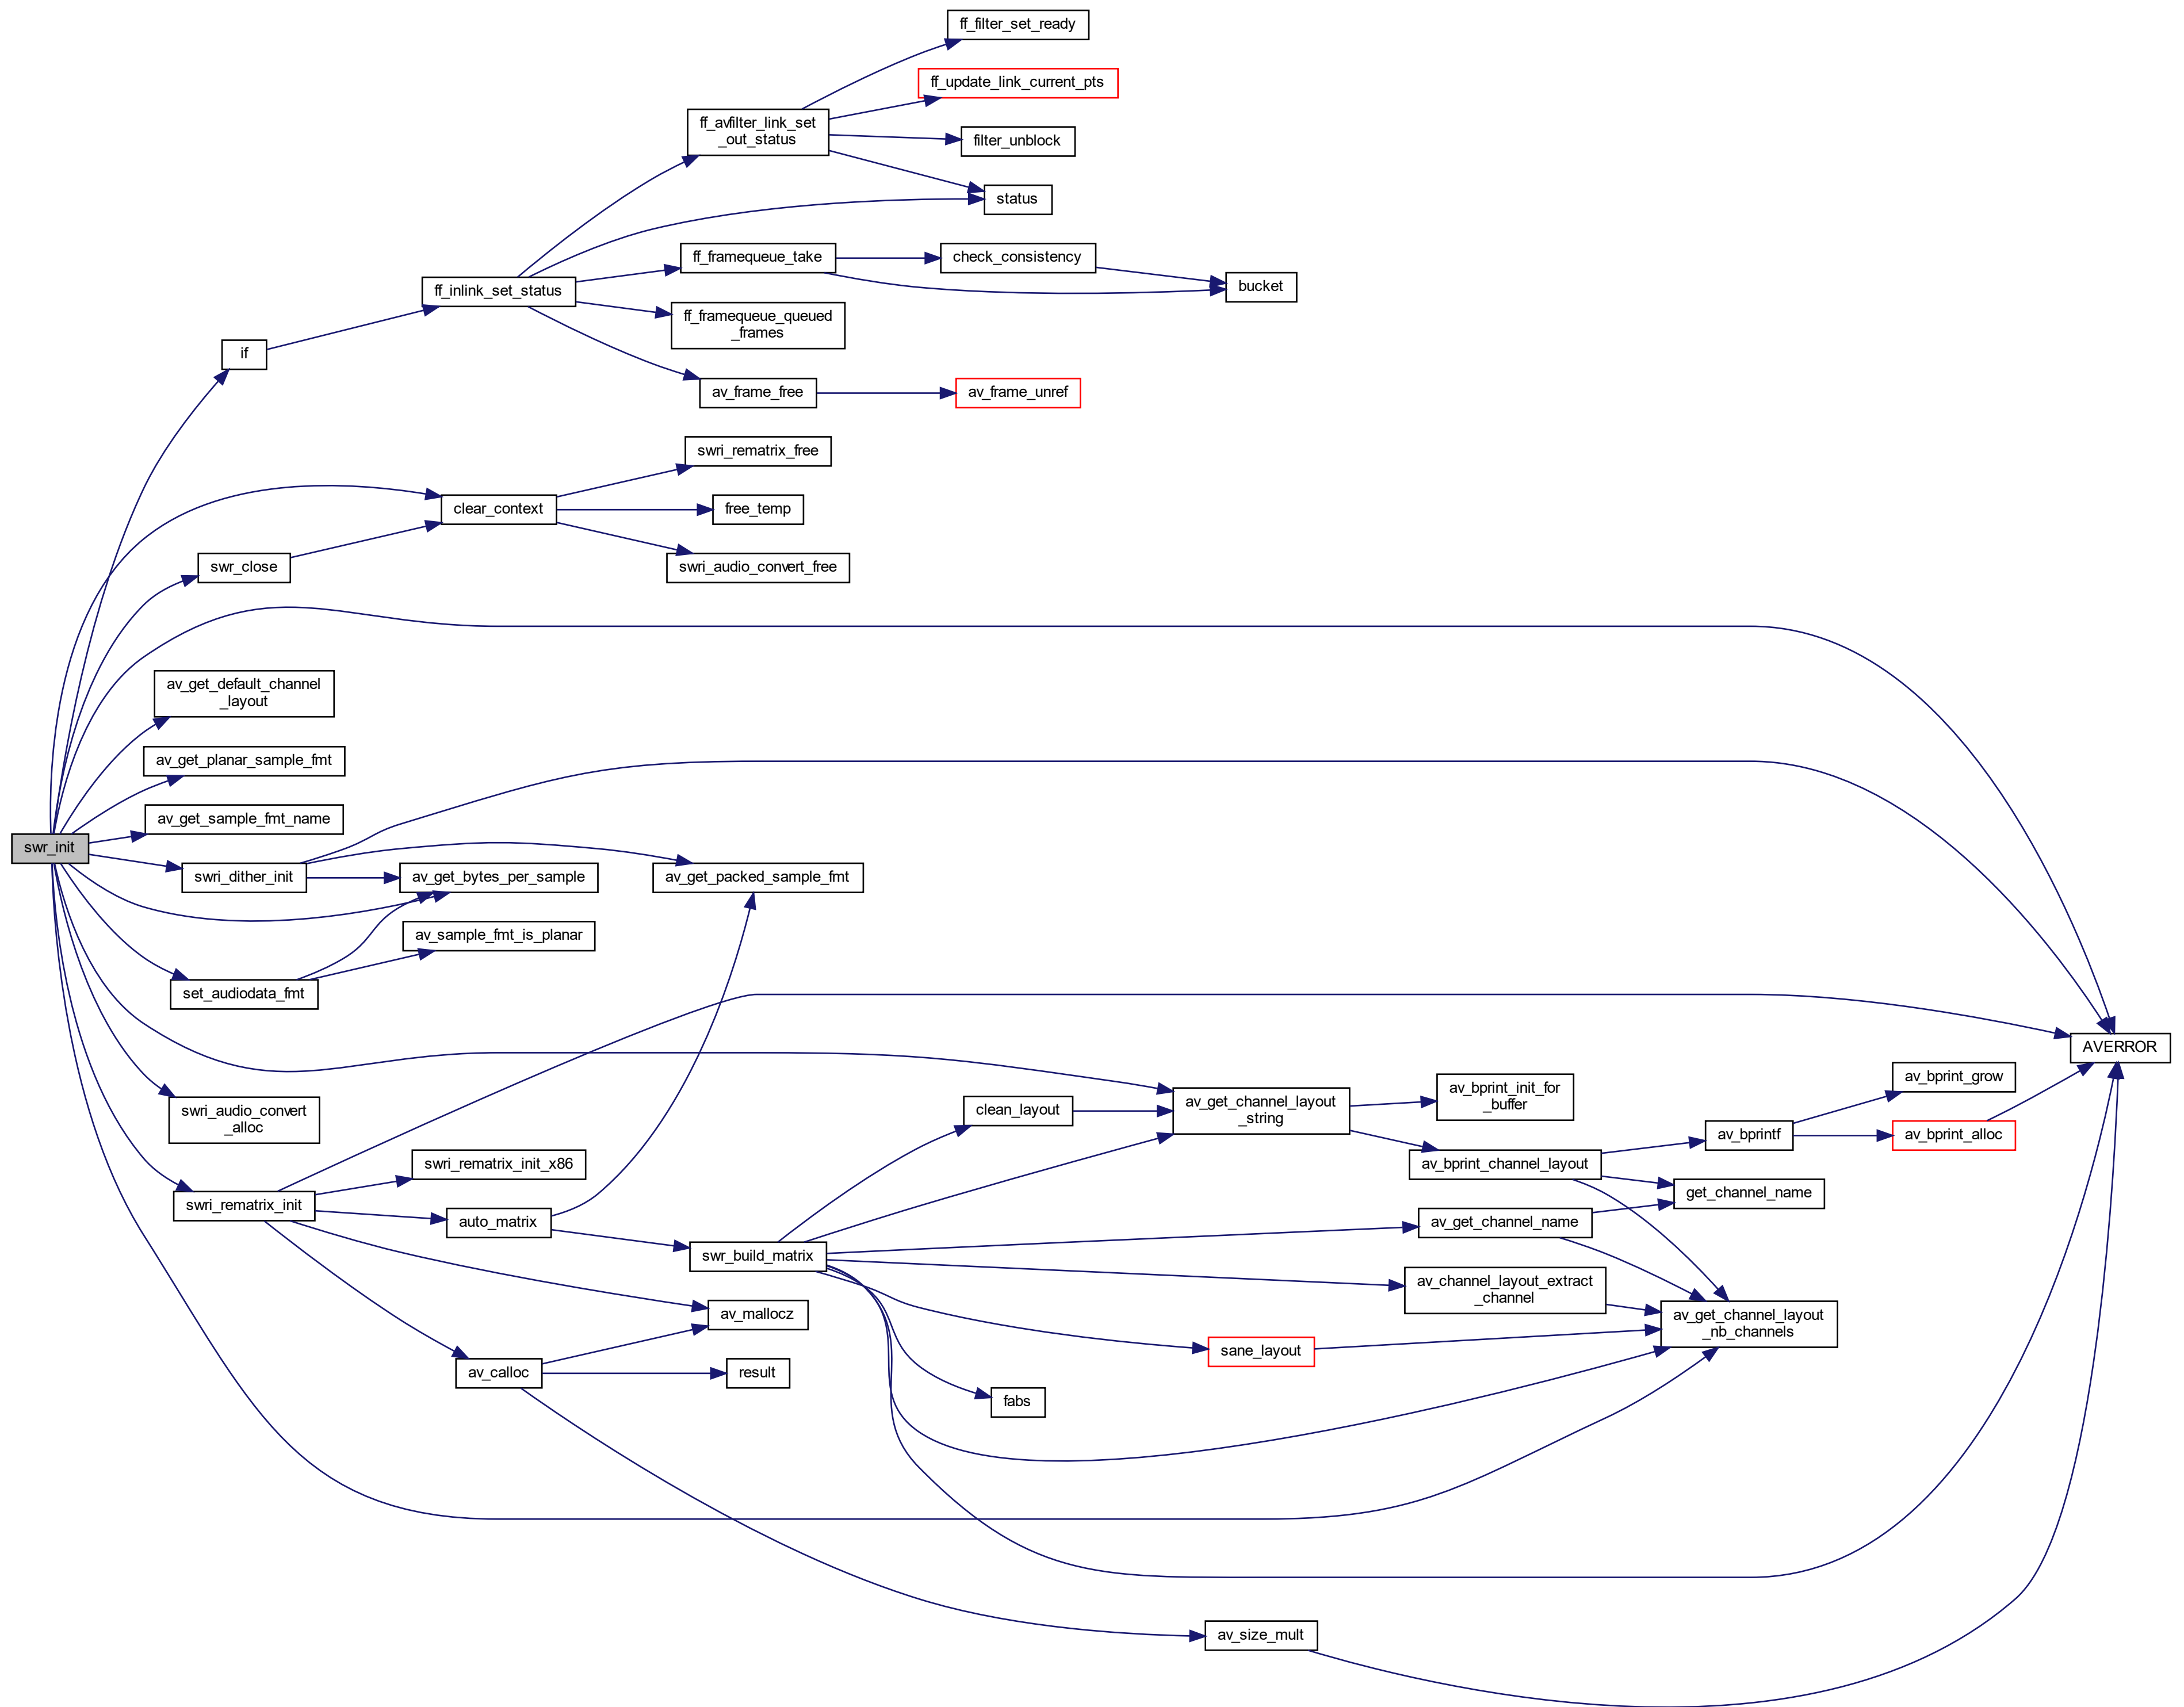 ff_filter_set_ready
ff_update_link_current_pts
ff_avfilter_link_set
_out_status
filter_unblock
status
ff_framequeue_take
check_consistency
bucket
ff_inlink_set_status
ff_framequeue_queued
_frames
if
av_frame_free
av_frame_unref
swri_rematrix_free
clear_context
free_temp
swr_close
swri_audio_convert_free
av_get_default_channel
_layout
av_get_planar_sample_fmt
av_get_sample_fmt_name
swr_init
swri_dither_init
av_get_bytes_per_sample
av_get_packed_sample_fmt
av_sample_fmt_is_planar
set_audiodata_fmt
AVERROR
swri_audio_convert
_alloc
clean_layout
av_get_channel_layout
_string
av_bprint_init_for
_buffer
av_bprint_grow
av_bprintf
av_bprint_alloc
av_bprint_channel_layout
get_channel_name
swri_rematrix_init_x86
swri_rematrix_init
auto_matrix
swr_build_matrix
av_get_channel_name
av_channel_layout_extract
_channel
av_get_channel_layout
_nb_channels
av_mallocz
sane_layout
av_calloc
result
fabs
av_size_mult